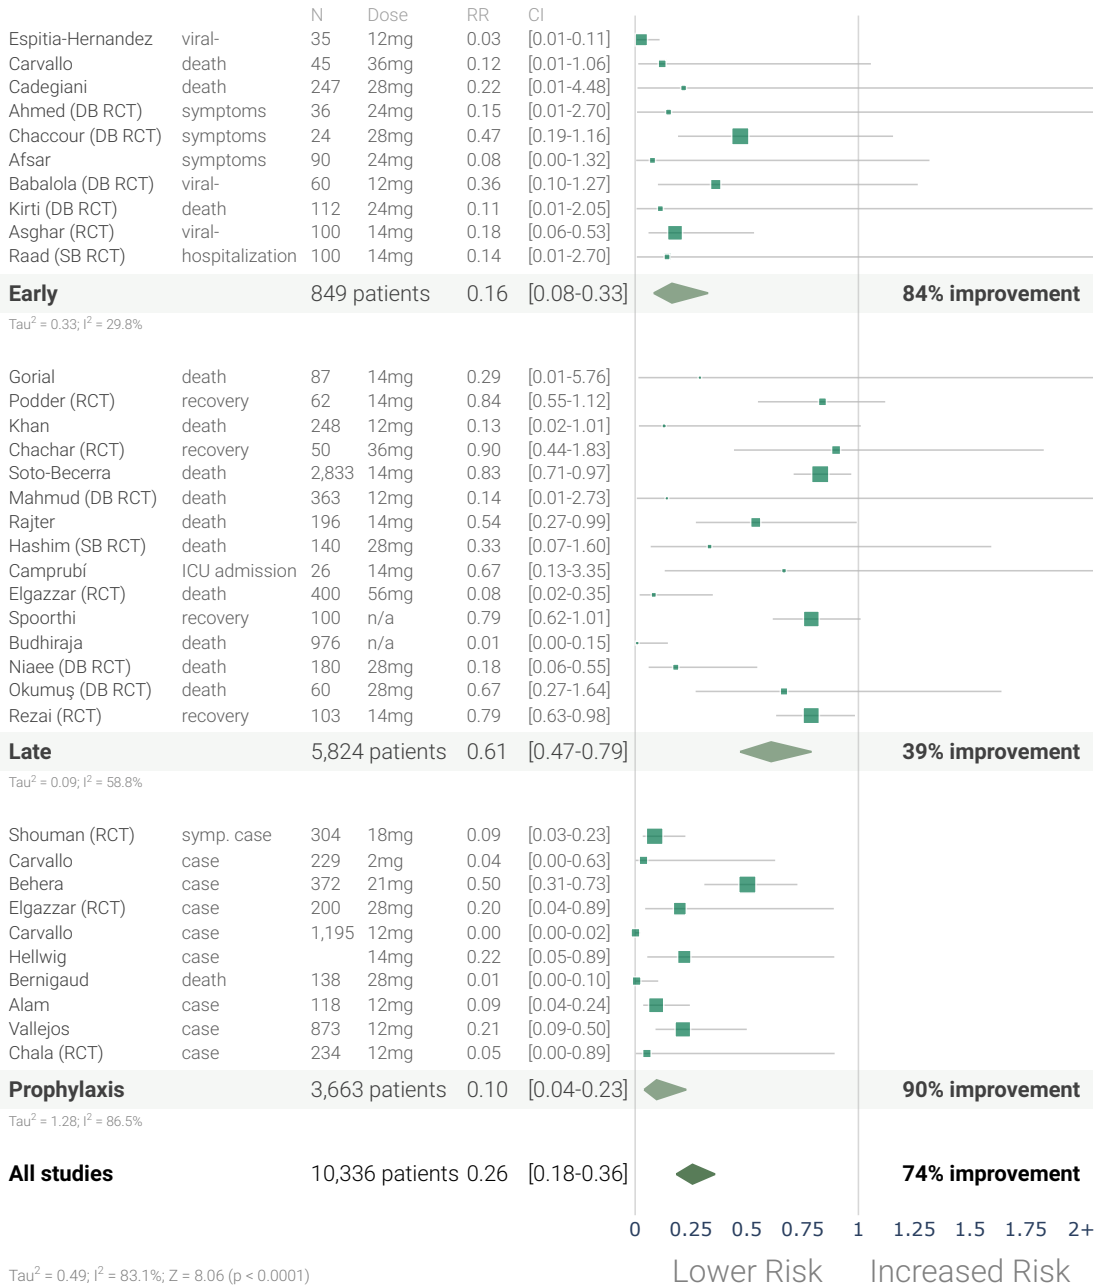 N Dose RR CI
Espitia-Hernandez viral- 35 12mg 0.03 [0.01-0.11]
Carvallo death 45 36mg 0.12 [0.01-1.06]
Cadegiani death 247 28mg 0.22 [0.01-4.48]
Ahmed (DB RCT) symptoms 36 24mg 0.15 [0.01-2.70]
Chaccour (DB RCT) symptoms 24 28mg 0.47 [0.19-1.16]
Afsar symptoms 90 24mg 0.08 [0.00-1.32]
Babalola (DB RCT) viral- 60 12mg 0.36 [0.10-1.27]
Kirti (DB RCT) death 112 24mg 0.11 [0.01-2.05]
Asghar (RCT) viral- 100 14mg 0.18 [0.06-0.53]
Raad (SB RCT) hospitalization 100 14mg 0.14 [0.01-2.70]
Early 849 patients 0.16 [0.08-0.33] 84% improvement
Tau² = 0.33; I² = 29.8%
Gorial death 87 14mg 0.29 [0.01-5.76]
Podder (RCT) recovery 62 14mg 0.84 [0.55-1.12]
Khan death 248 12mg 0.13 [0.02-1.01]
Chachar (RCT) recovery 50 36mg 0.90 [0.44-1.83]
Soto-Becerra death 2,833 14mg 0.83 [0.71-0.97]
Mahmud (DB RCT) death 363 12mg 0.14 [0.01-2.73]
Rajter death 196 14mg 0.54 [0.27-0.99]
Hashim (SB RCT) death 140 28mg 0.33 [0.07-1.60]
Camprubí ICU admission 26 14mg 0.67 [0.13-3.35]
Elgazzar (RCT) death 400 56mg 0.08 [0.02-0.35]
Spoorthi recovery 100 n/a 0.79 [0.62-1.01]
Budhiraja death 976 n/a 0.01 [0.00-0.15]
Niaee (DB RCT) death 180 28mg 0.18 [0.06-0.55]
Okumuş (DB RCT) death 60 28mg 0.67 [0.27-1.64]
Rezai (RCT) recovery 103 14mg 0.79 [0.63-0.98]
Late 5,824 patients 0.61 [0.47-0.79] 39% improvement
Tau² = 0.09; I² = 58.8%
Shouman (RCT) symp. case 304 18mg 0.09 [0.03-0.23]
Carvallo case 229 2mg 0.04 [0.00-0.63]
Behera case 372 21mg 0.50 [0.31-0.73]
Elgazzar (RCT) case 200 28mg 0.20 [0.04-0.89]
Carvallo case 1,195 12mg 0.00 [0.00-0.02]
Hellwig case 14mg 0.22 [0.05-0.89]
Bernigaud death 138 28mg 0.01 [0.00-0.10]
Alam case 118 12mg 0.09 [0.04-0.24]
Vallejos case 873 12mg 0.21 [0.09-0.50]
Chala (RCT) case 234 12mg 0.05 [0.00-0.89]
Prophylaxis 3,663 patients 0.10 [0.04-0.23] 90% improvement
Tau² = 1.28; I² = 86.5%
All studies 10,336 patients 0.26 [0.18-0.36] 74% improvement
0 0.25 0.5 0.75 1 1.25 1.5 1.75 2+
Tau² = 0.49; I² = 83.1%; Z = 8.06 (p < 0.0001) Lower Risk Increased Risk